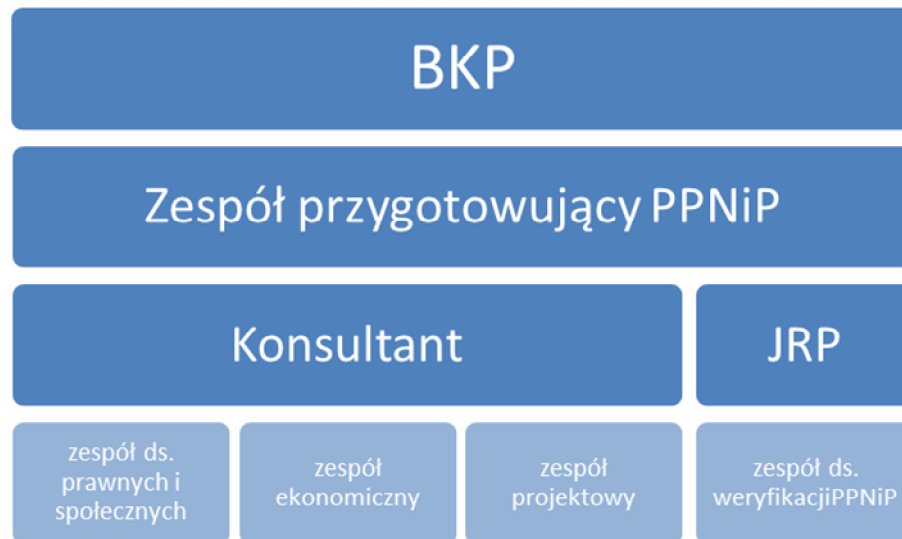 BKP
Zespół przygotowujący PPNiP
Konsultant
JRP
zespół ds.
prawnych i
społecznych
zespół
ekonomiczny
zespół
projektowy
zespół ds.
weryfikacjiPPNiP